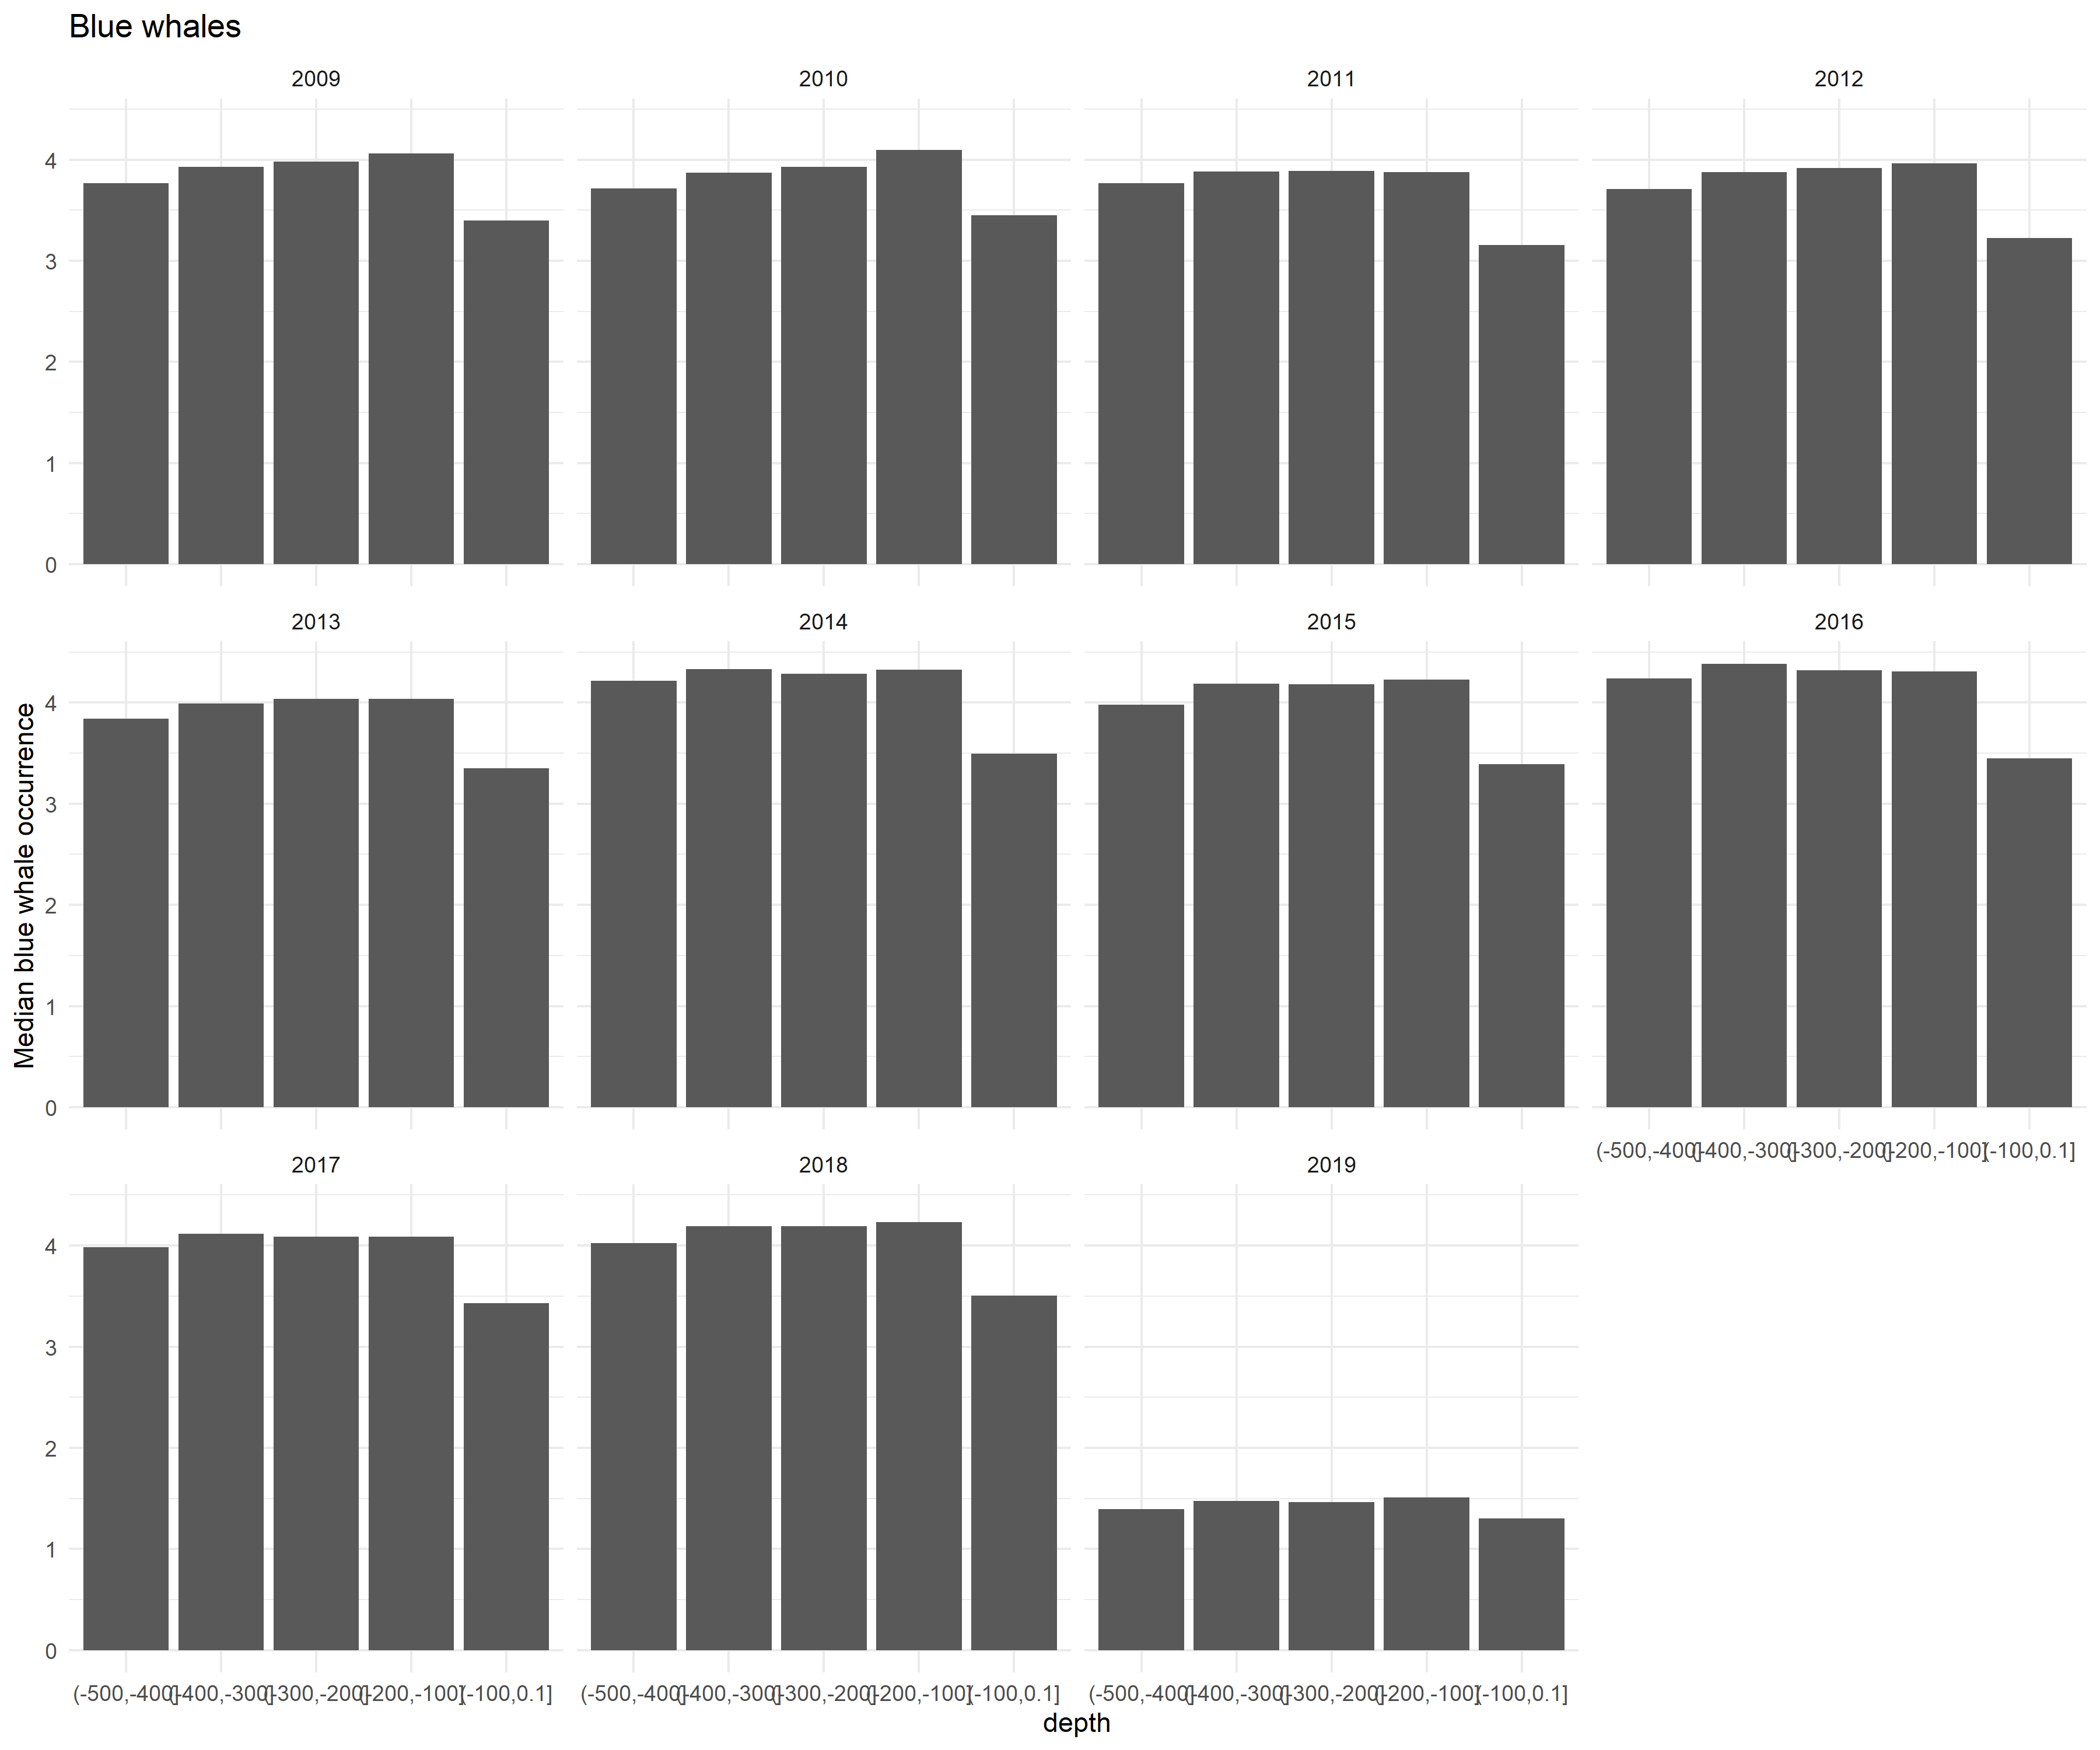 Blue whales
2009 2010 2011 2012
4
3
2
1
0
2013 2014 2015 2016
4
3
2
1
0
Median blue whale occurrence
(-500,-400] (-400,-300] (-300,-200] (-200,-100] (-100,0.1]
2017 2018 2019
4
3
2
1
0
(-500,-400] (-400,-300] (-300,-200] (-200,-100] (-100,0.1] (-500,-400] (-400,-300] (-300,-200] (-200,-100] (-100,0.1] (-500,-400] (-400,-300] (-300,-200] (-200,-100] (-100,0.1]
depth